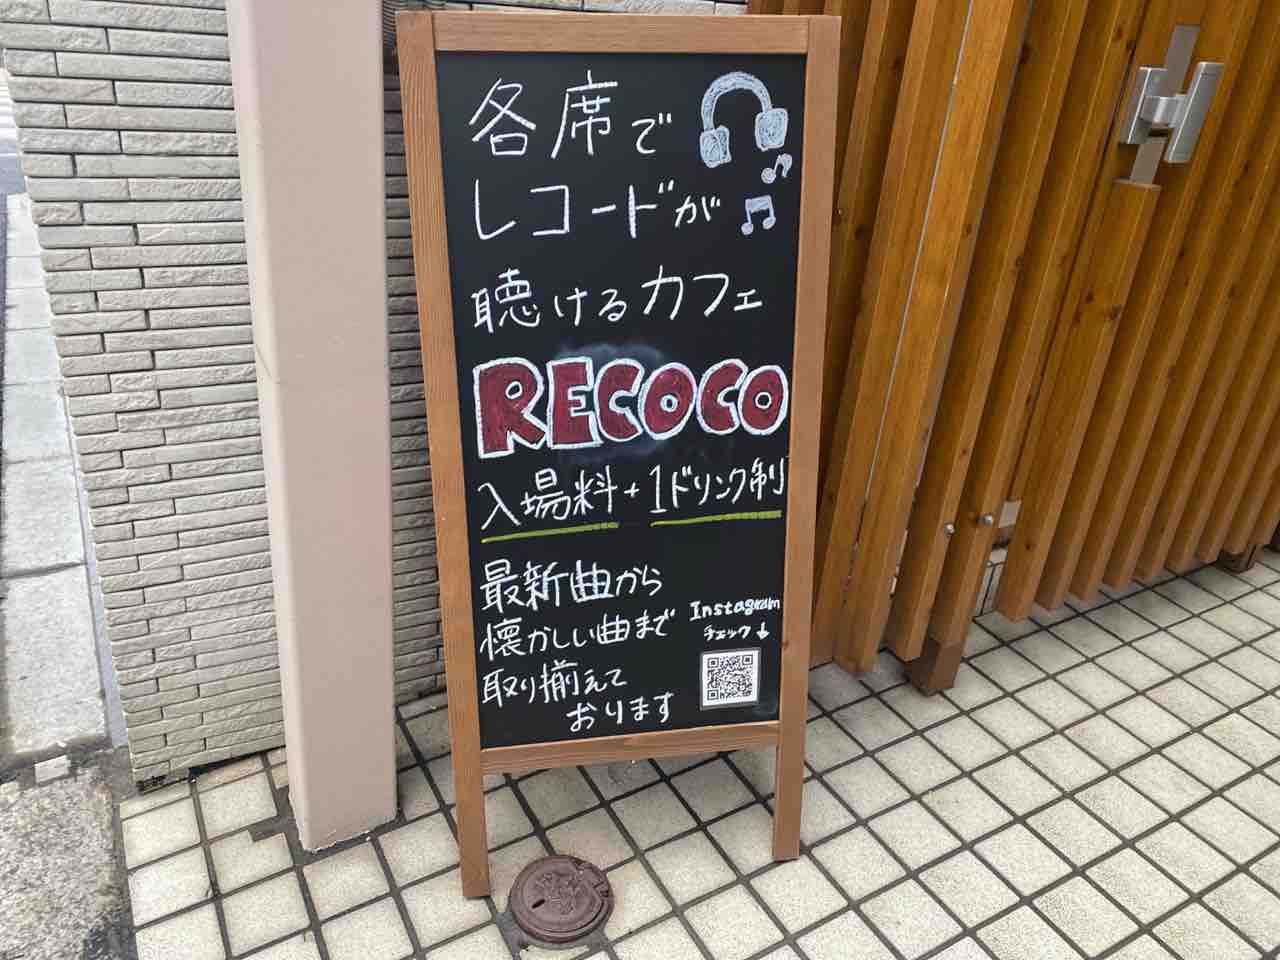 各席で
レコードが
聴けるカフェ
RECOCO
入場料+1ドリンク制
最新曲から
懐かしい曲まで
取り揃えて
おります
Instagram
チェック↓